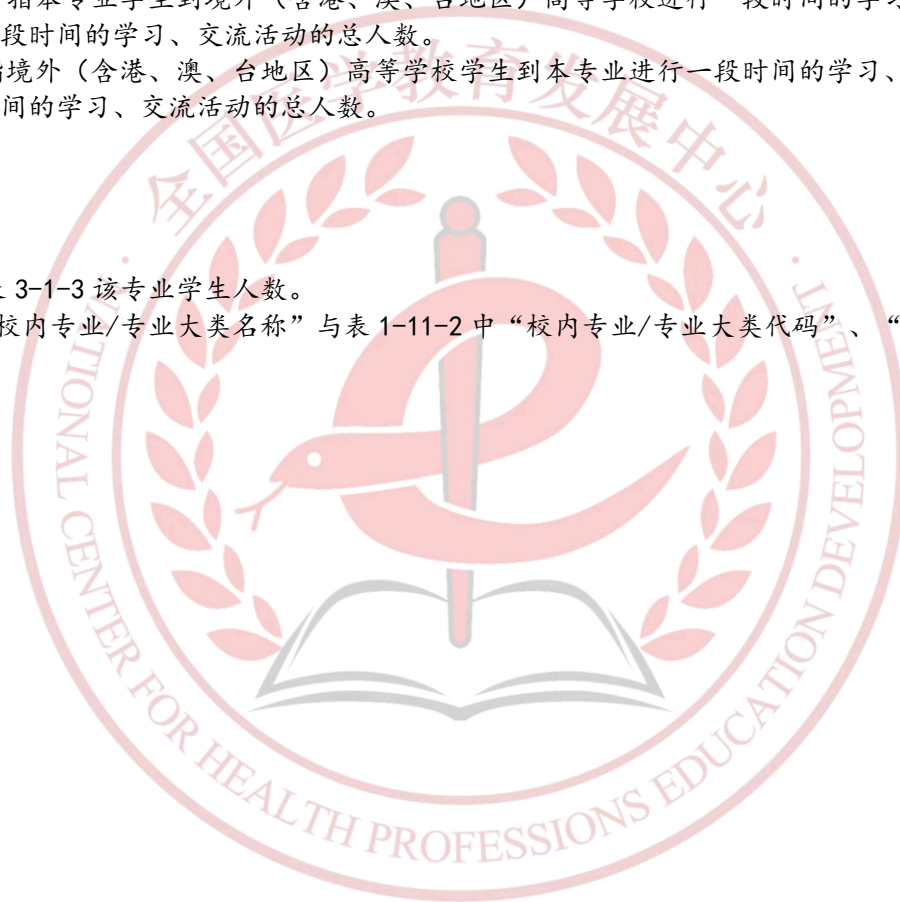 指本专业学生到境外（含港、澳、台地区）高等学校进行一段时间的学习
段时间的学习、交流活动的总人数。
指境外（含港、澳、台地区）高等学校学生到本专业进行一段时间的学习、
间的学习、交流活动的总人数。
全国医学教育发展中心
表 3-1-3 该专业学生人数。
校内专业/专业大类名称”与表 1-11-2 中“校内专业/专业大类代码”、“
NATIONAL CENTER FOR HEALTH PROFESSIONS EDUCATION DEVELOPMENT